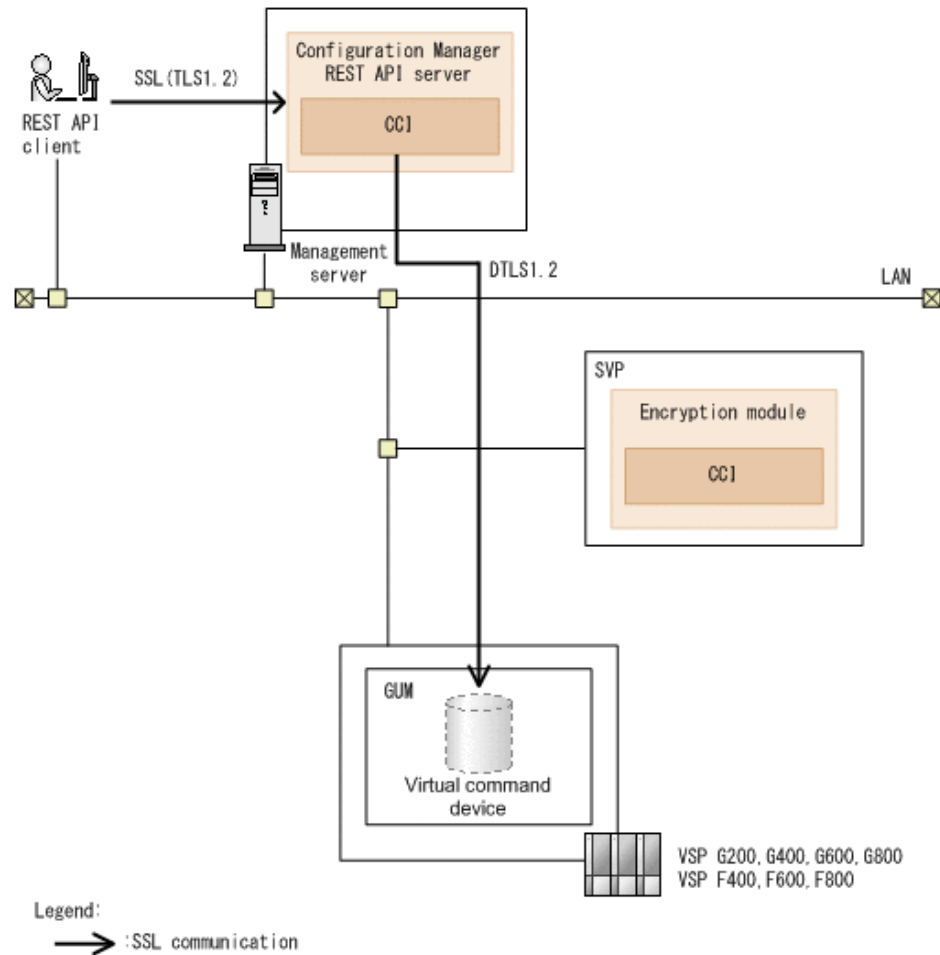 Configuration Manager
REST API server
SSL(TLS1.2)
CCI
REST API
client
Management
server
DTLS1.2
LAN
SVP
Encryption module
CCI
GUM
Virtual command
device
VSP G200,G400,G600,G800
VSP F400,F600,F800
Legend:
:SSL communication